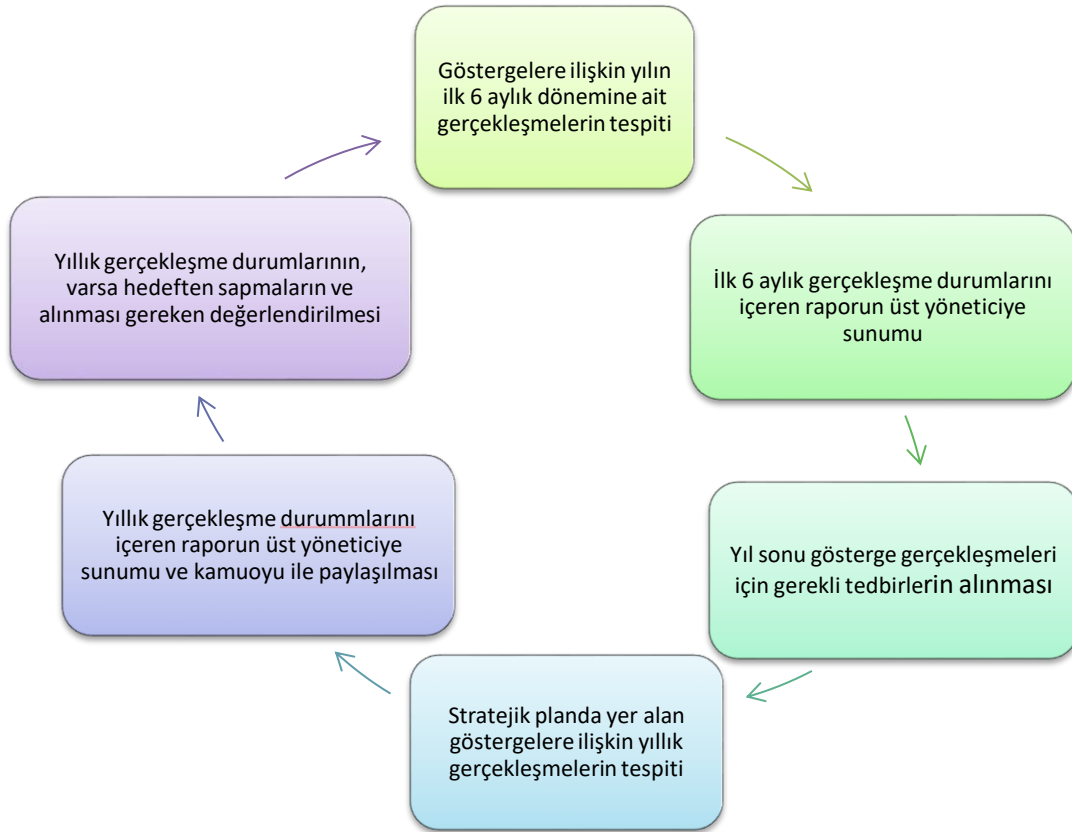 Göstergelere ilişkin yılın
ilk 6 aylık dönemine ait
gerçekleşmelerin tespiti
İlk 6 aylık gerçekleşme durumlarını
içeren raporun üst yöneticiye
sunumu
Yıl sonu gösterge gerçekleşmeleri
için gerekli tedbirlerin alınması
Stratejik planda yer alan
göstergelere ilişkin yıllık
gerçekleşmelerin tespiti
Yıllık gerçekleşme durummlarını
içeren raporun üst yöneticiye
sunumu ve kamuoyu ile paylaşılması
Yıllık gerçekleşme durumlarının,
varsa hedeften sapmaların ve
alınması gereken değerlendirilmesi